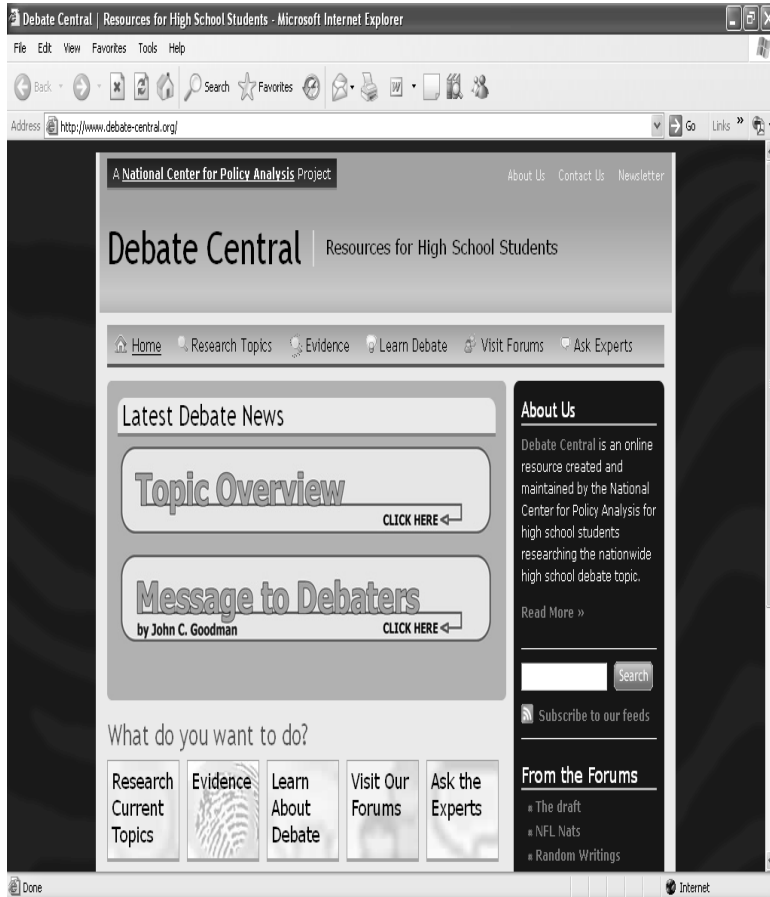 Debate Central | Resources for High School Students - Microsoft Internet Explorer
File Edit View Favorites Tools Help
Back Search Favorites
Address http://www.debate-central.org/ Go Links »
A National Center for Policy Analysis Project
About Us Contact Us Newsletter
Debate Central Resources for High School Students
Home Research Topics Evidence Learn Debate Visit Forums Ask Experts
Latest Debate News
Topic Overview
CLICK HERE
Message to Debaters
by John C. Goodman CLICK HERE
What do you want to do?
Research
Current
Topics
Evidence
Learn
About
Debate
Visit Our
Forums
Ask the
Experts
About Us
Debate Central is an online
resource created and
maintained by the National
Center for Policy Analysis for
high school students
researching the nationwide
high school debate topic.
Read More »
Search
Subscribe to our feeds
From the Forums
The draft
NFL Nats
Random Writings
Done Internet